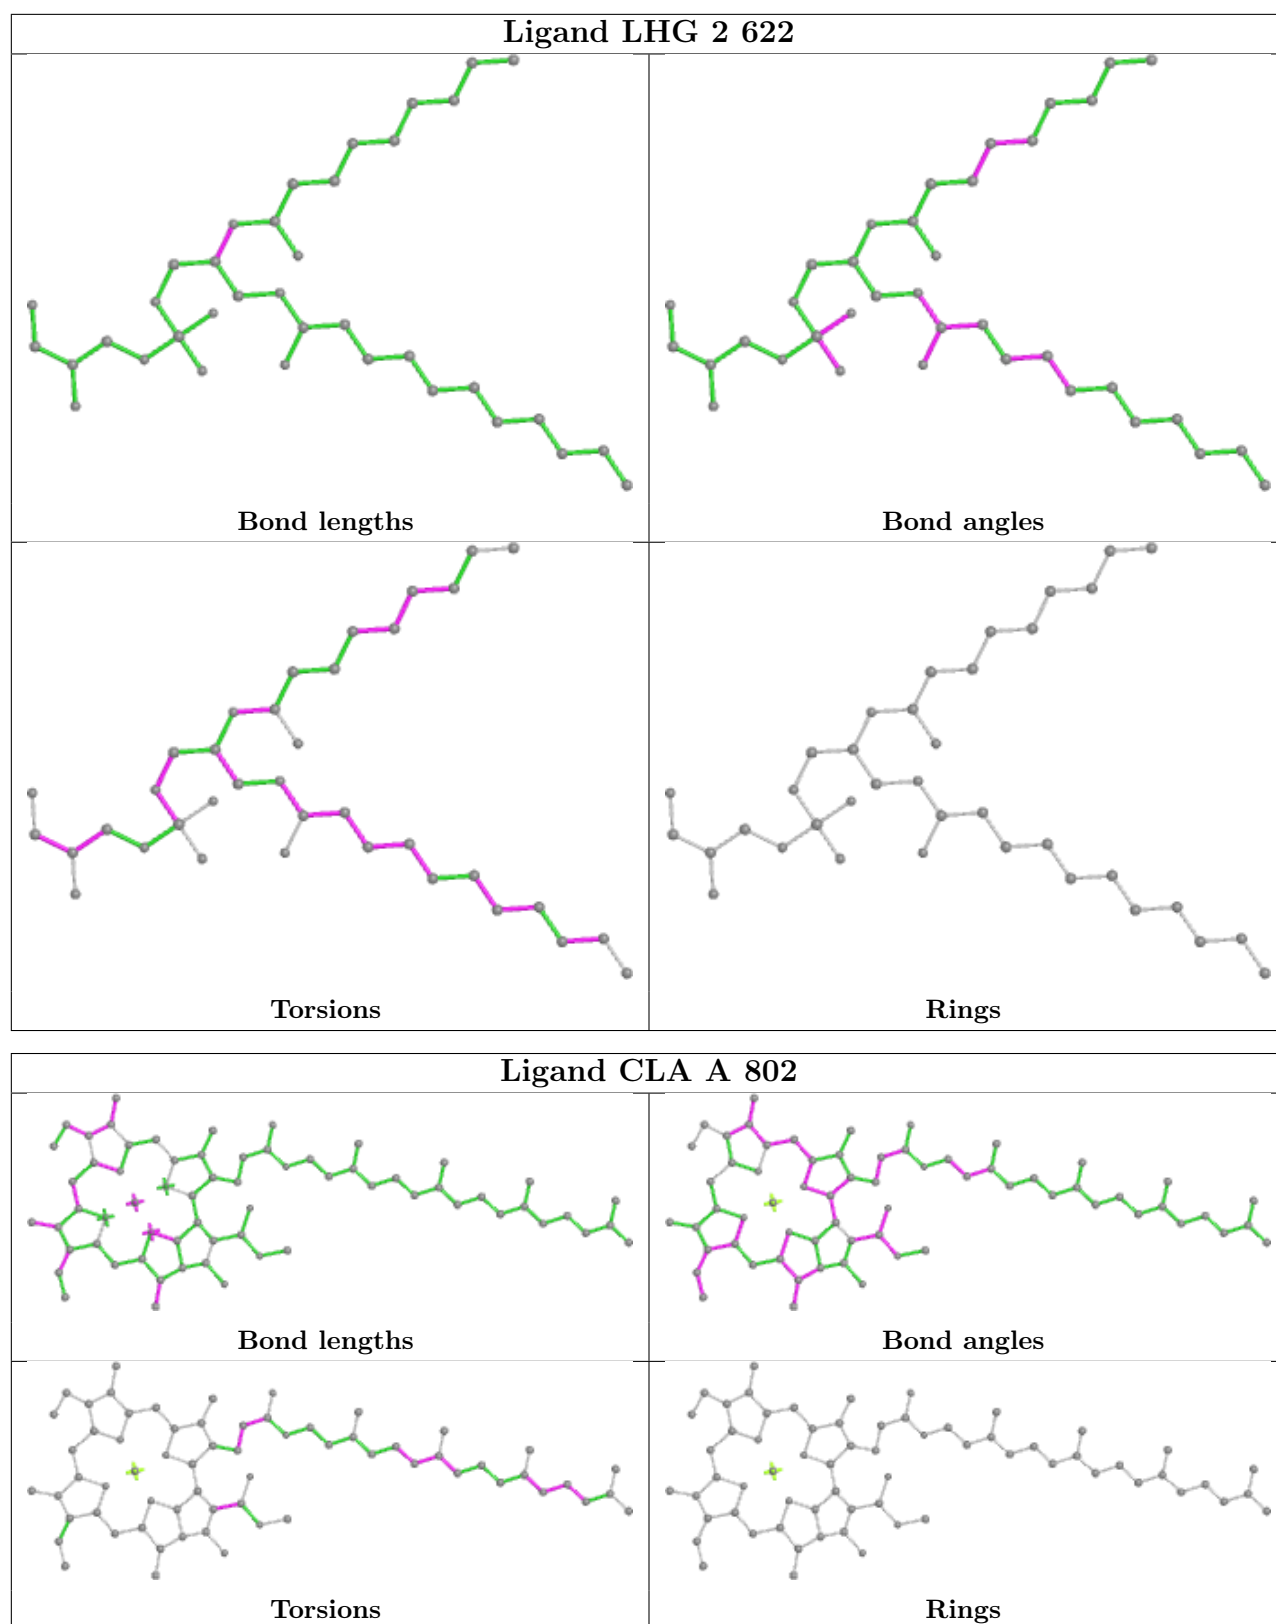 Ligand LHG 2 622
Bond lengths
Bond angles
Torsions
Rings
Ligand CLA A 802
Bond lengths
Bond angles
Torsions
Rings